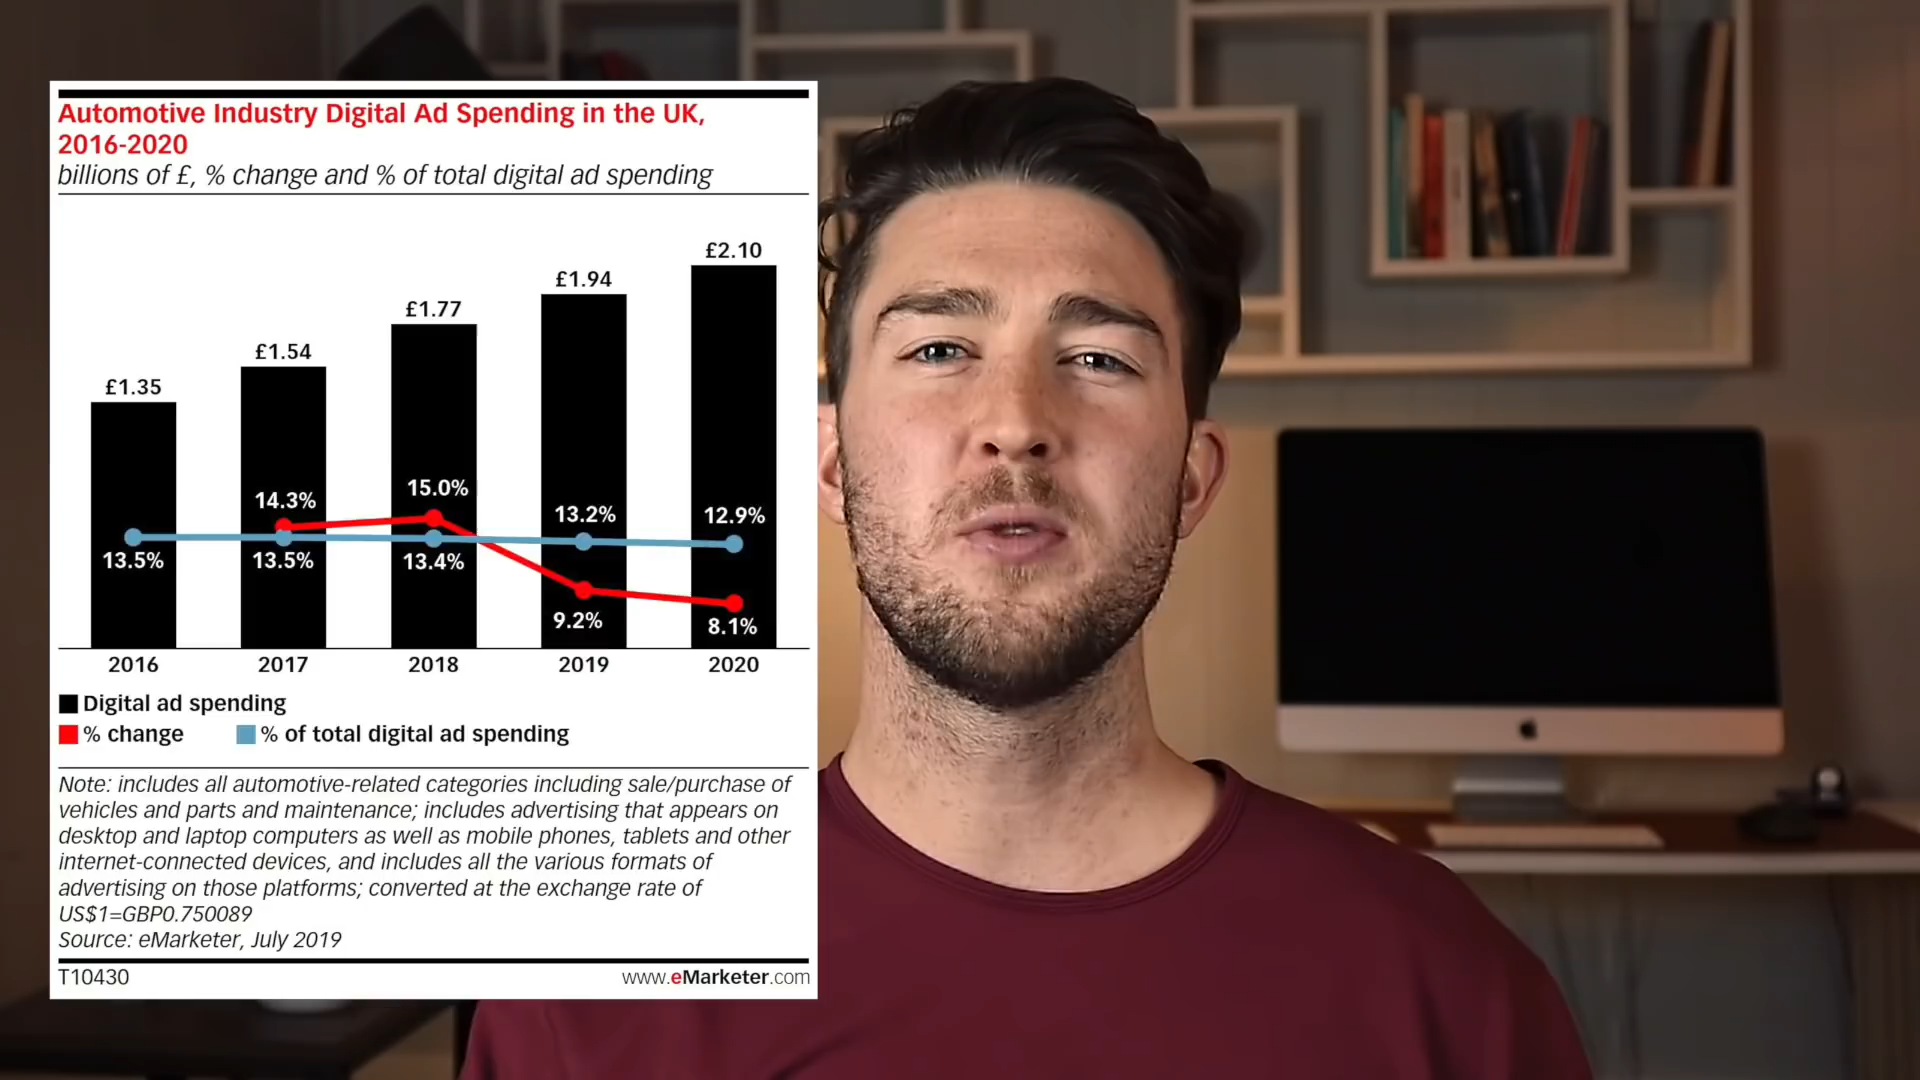 Automotive Industry Digital Ad Spending in the UK,
2016-2020
billions of £, % change and % of total digital ad spending
£1.35
£1.54
£1.77
£1.94
£2.10
14.3%
15.0%
13.2%
12.9%
13.5%
13.5%
13.4%
9.2%
8.1%
2016
2017
2018
2019
2020
Digital ad spending
% change
% of total digital ad spending
Note: includes all automotive-related categories including sale/purchase of
vehicles and parts and maintenance; includes advertising that appears on
desktop and laptop computers as well as mobile phones, tablets and other
internet-connected devices, and includes all the various formats of
advertising on those platforms; converted at the exchange rate of
US$1=GBP0.750089
Source: eMarketer, July 2019
T10430
www.eMarketer.com